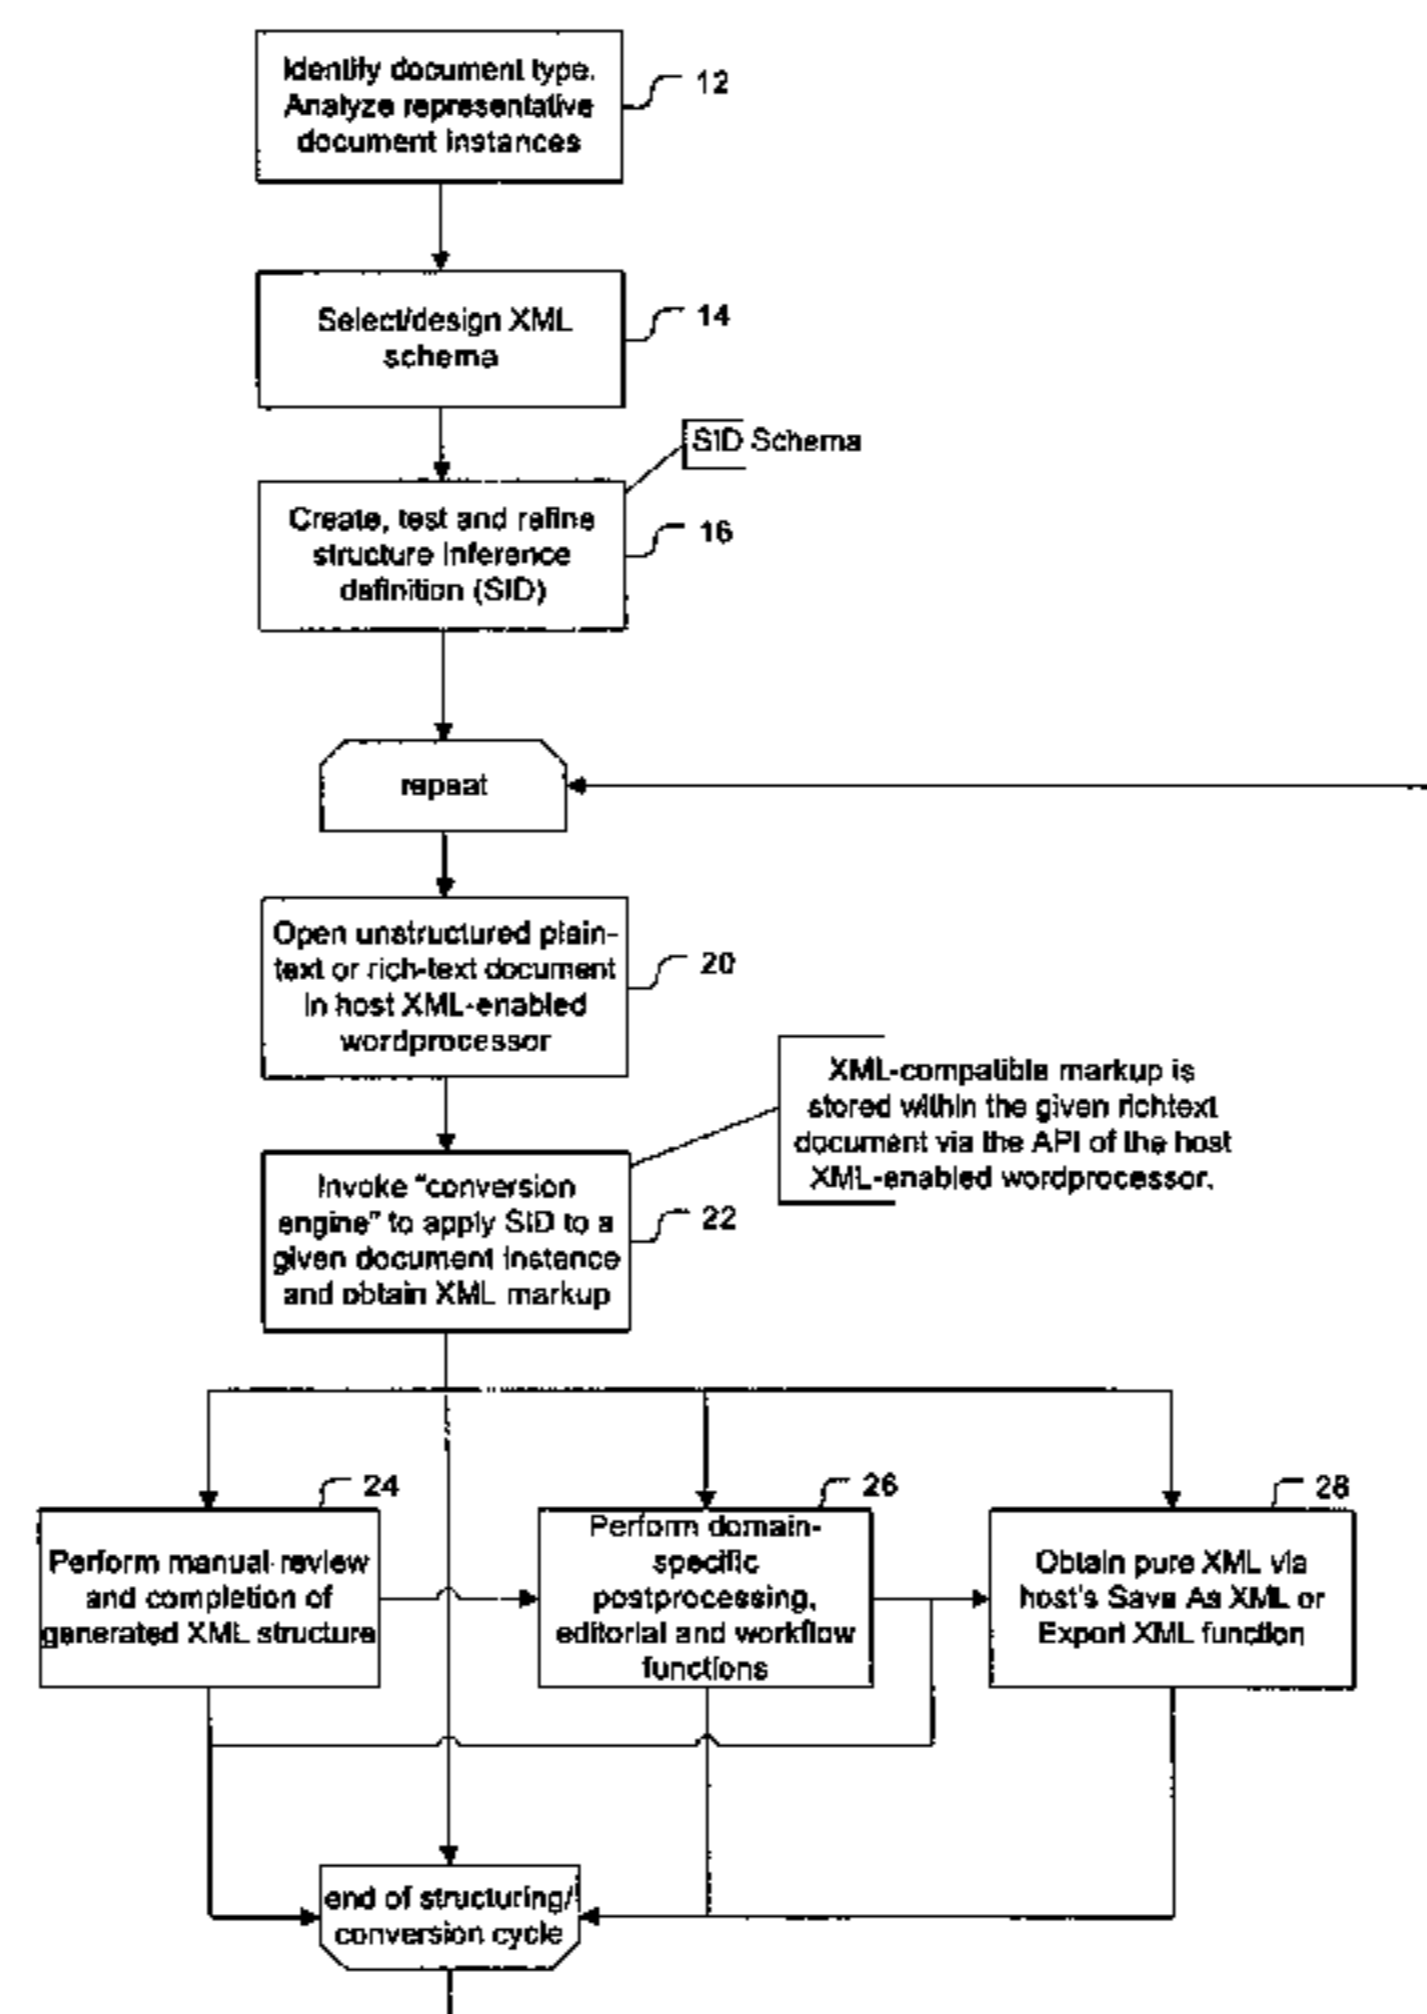 Identify document type.
Analyze representative
document instances
12
Select/design XML
schema
14
SID Schema
Create, test and refine
structure inference
definition (SID)
16
repeat
Open unstructured plain-
text or rich-text document
in host XML-enabled
wordprocessor
20
XML-compatible markup is
stored within the given richtext
document via the API of the host
XML-enabled wordprocessor.
Invoke "conversion
engine" to apply SID to a
given document instance
and obtain XML markup
22
24
Perform manual review
and completion of
generated XML structure
26
Perform domain-
specific
postprocessing,
editorial and workflow
functions
28
Obtain pure XML via
host's Save As XML or
Export XML function
end of structuring/
conversion cycle